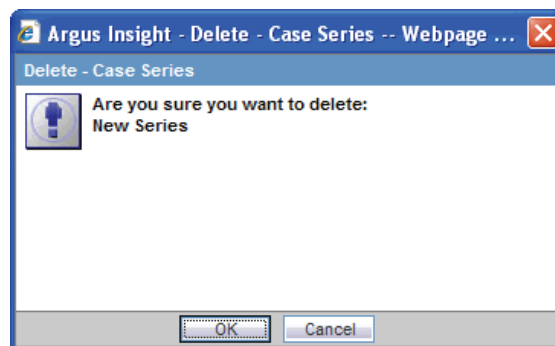 Argus Insight - Delete - Case Series -- Webpage ...
Delete - Case Series
Are you sure you want to delete:
New Series
OK Cancel